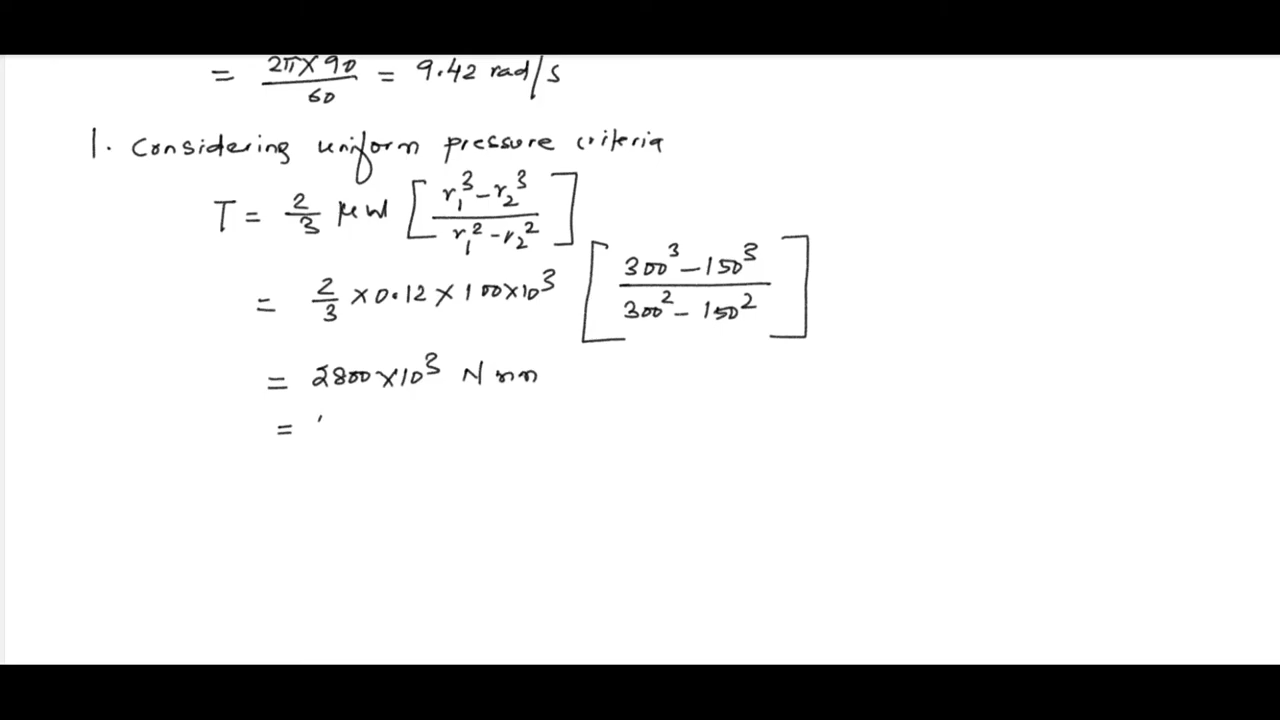 = 2π×90/60 = 9.42 rad/s
1. Considering uniform pressure criteria
T = 2/3 μW [ (r₁³ − r₂³)/(r₁² − r₂²) ]
= 2/3 × 0.12 × 100×10³ [ (300³ − 150³)/(300² − 150²) ]
= 2800×10³ N mm
=